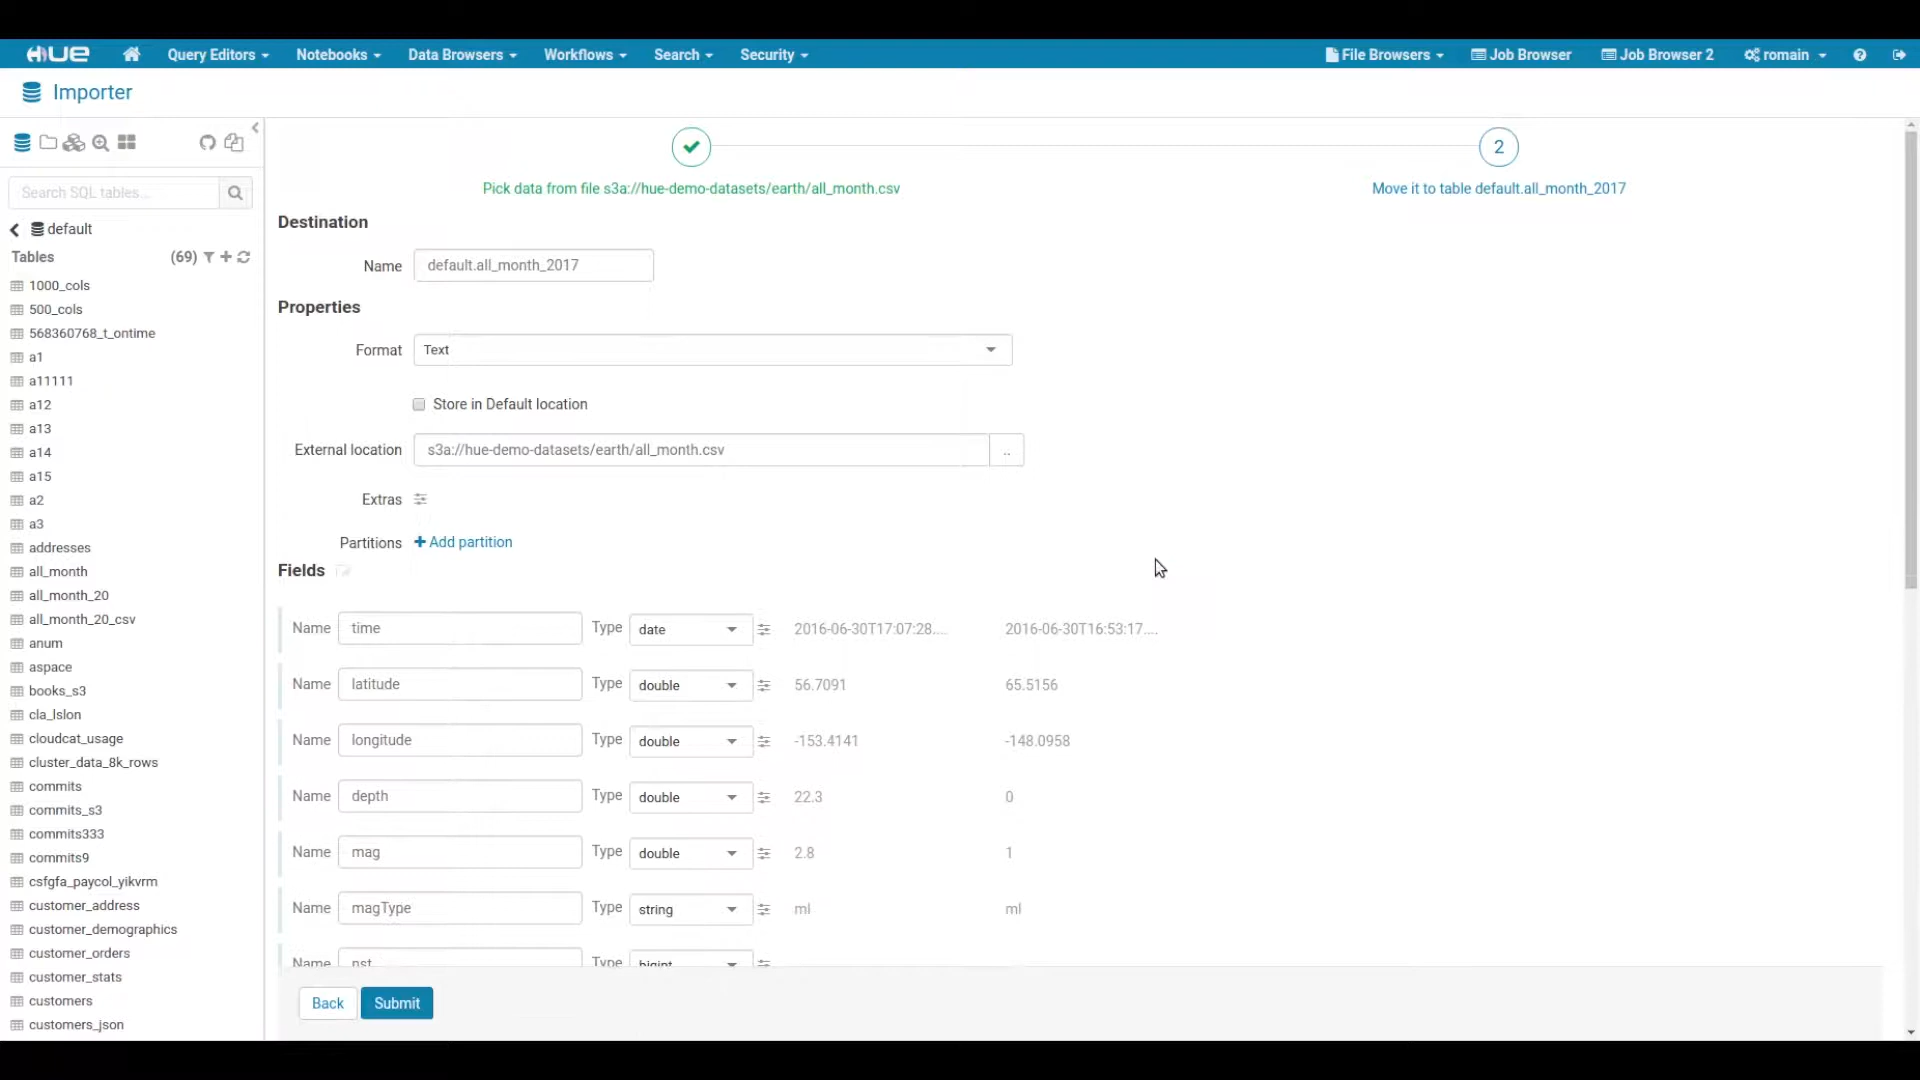 HUE Query Editors Notebooks Data Browsers Workflows Search Security File Browsers Job Browser Job Browser 2 romain
Importer
Search SQL tables...
default
Tables (69)
1000_cols
500_cols
568360768_t_ontime
a1
a11111
a12
a13
a14
a15
a2
a3
addresses
all_month
all_month_20
all_month_20_csv
anum
aspace
books_s3
cla_lslon
cloudcat_usage
cluster_data_8k_rows
commits
commits_s3
commits333
commits9
csfgfa_paycol_yikvrm
customer_address
customer_demographics
customer_orders
customer_stats
customers
customers_json
2
Pick data from file s3a://hue-demo-datasets/earth/all_month.csv
Move it to table default.all_month_2017
Destination
Name default.all_month_2017
Properties
Format Text
Store in Default location
External location s3a://hue-demo-datasets/earth/all_month.csv ..
Extras
Partitions Add partition
Fields
Name time Type date 2016-06-30T17:07:28.... 2016-06-30T16:53:17....
Name latitude Type double 56.7091 65.5156
Name longitude Type double -153.4141 -148.0958
Name depth Type double 22.3 0
Name mag Type double 2.8 1
Name magType Type string ml ml
Name nst Type bigint
Back Submit